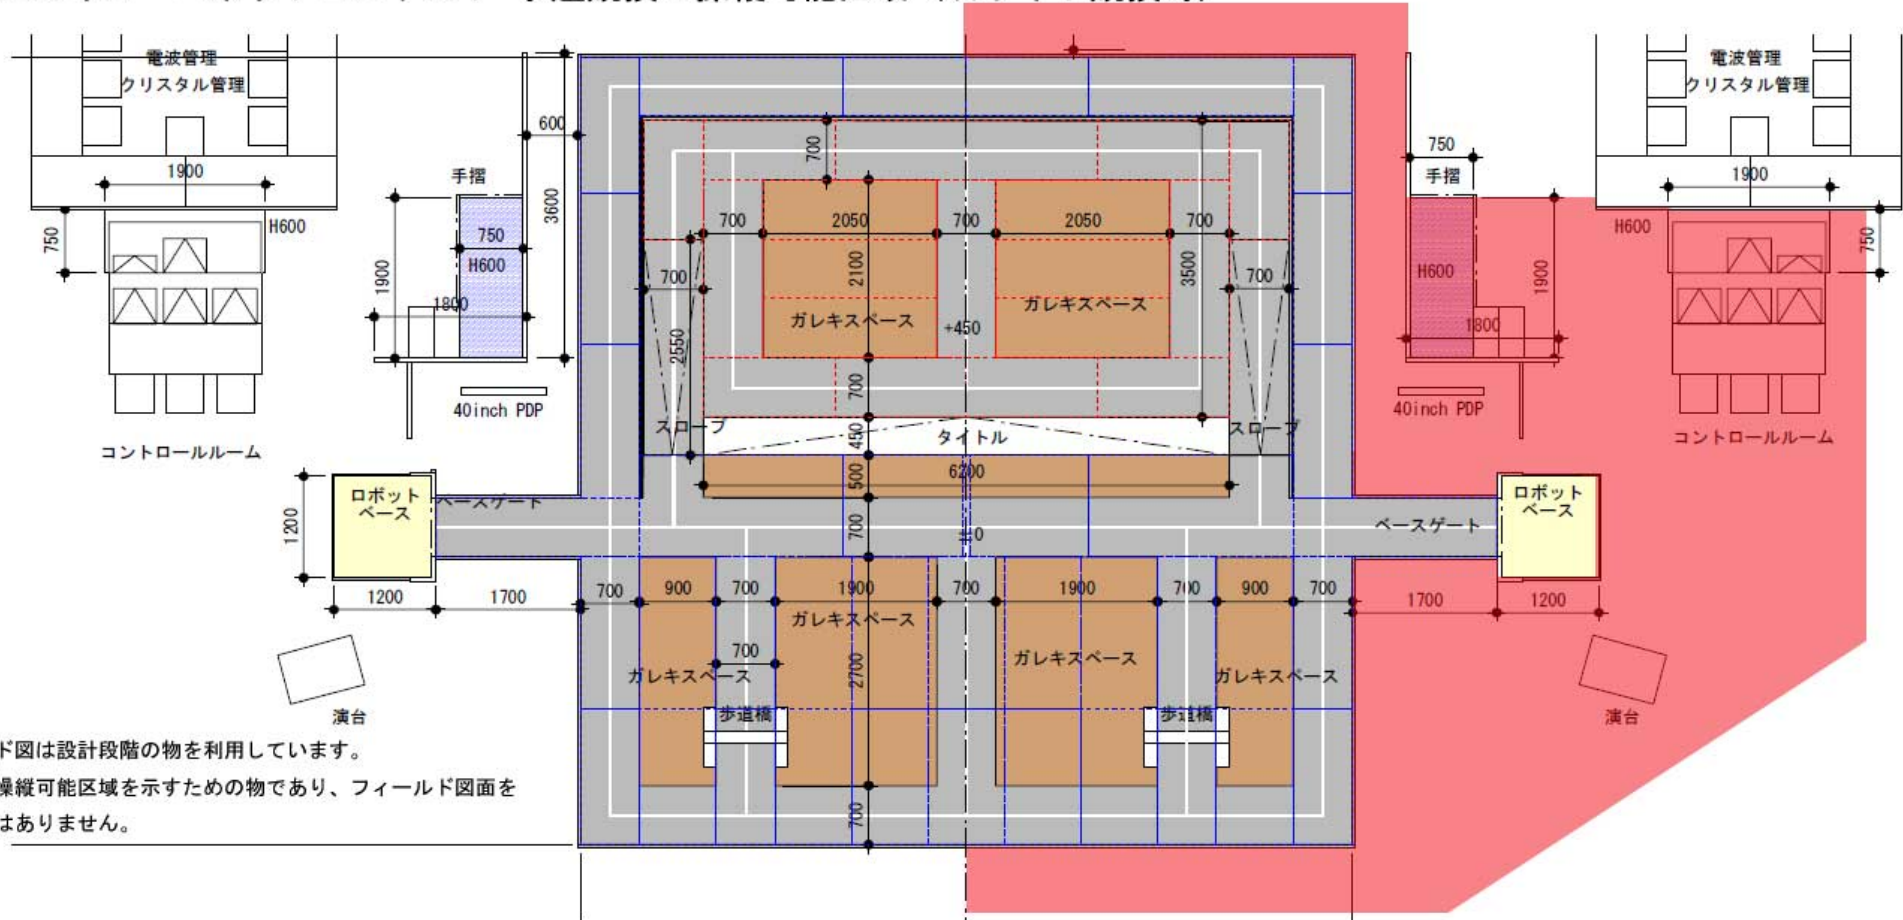 電波管理
クリスタル管理
1900
750
H600
コントロールルーム
手摺
750
H600
1900
1800
40inch PDP
600
3600
700
700
2050
700
2050
700
2100
3500
700
700
2550
ガレキスペース
+450
ガレキスペース
700
スロープ
タイトル
スロープ
450
500
6200
700
±0
電波管理
クリスタル管理
1900
750
H600
コントロールルーム
750
手摺
H600
1900
1800
40inch PDP
ロボット
ベース
ベースゲート
1200
1200
1700
ベースゲート
ロボット
ベース
1700
1200
700
900
700
1900
700
1900
700
900
700
ガレキスペース
700
2700
ガレキスペース
ガレキスペース
ガレキスペース
歩道橋
歩道橋
700
演台
演台
ド図は設計段階の物を利用しています。
操縦可能区域を示すための物であり、フィールド図面を
はありません。